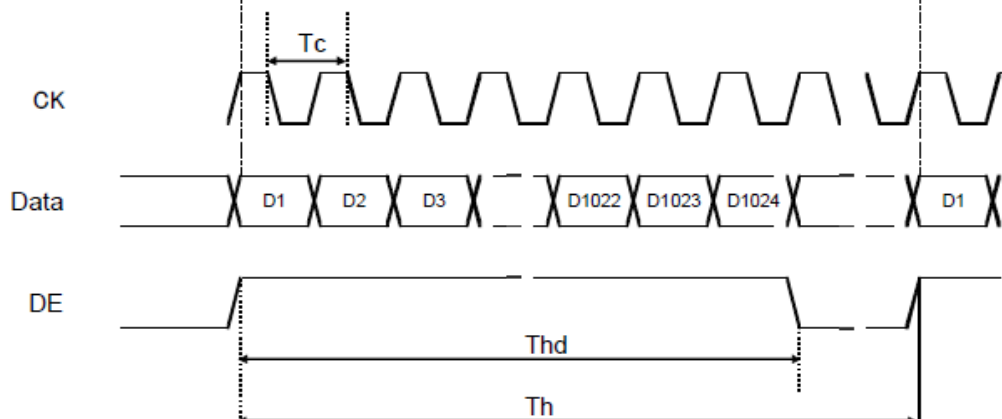 Tc
CK
Data D1 D2 D3 D1022 D1023 D1024 D1
DE
Thd
Th